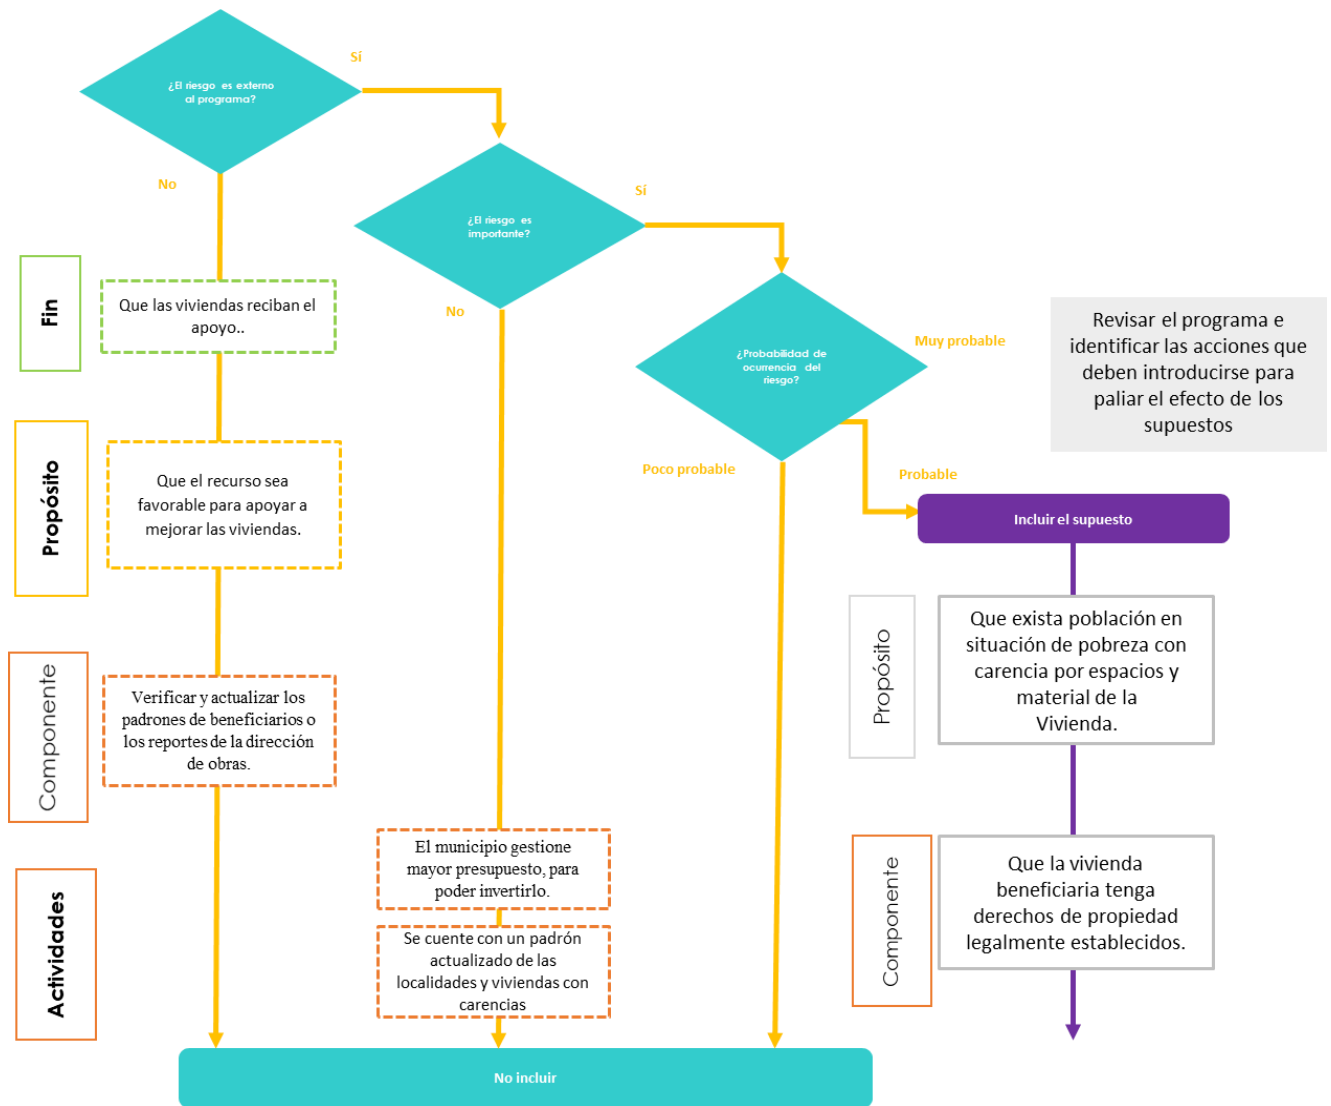 ¿El riesgo es externo
al programa?
Sí
No
¿El riesgo es
importante?
Sí
No
¿Probabilidad de
ocurrencia del
riesgo?
Muy probable
Poco probable
Probable
Revisar el programa e
identificar las acciones que
deben introducirse para
paliar el efecto de los
supuestos
Incluir el supuesto
Fin
Que las viviendas reciban el
apoyo..
Propósito
Que el recurso sea
favorable para apoyar a
mejorar las viviendas.
Componente
Verificar y actualizar los
padrones de beneficiarios o
los reportes de la dirección
de obras.
Actividades
El municipio gestione
mayor presupuesto, para
poder invertirlo.
Se cuente con un padrón
actualizado de las
localidades y viviendas con
carencias
Propósito
Que exista población en
situación de pobreza con
carencia por espacios y
material de la
Vivienda.
Componente
Que la vivienda
beneficiaria tenga
derechos de propiedad
legalmente establecidos.
No incluir